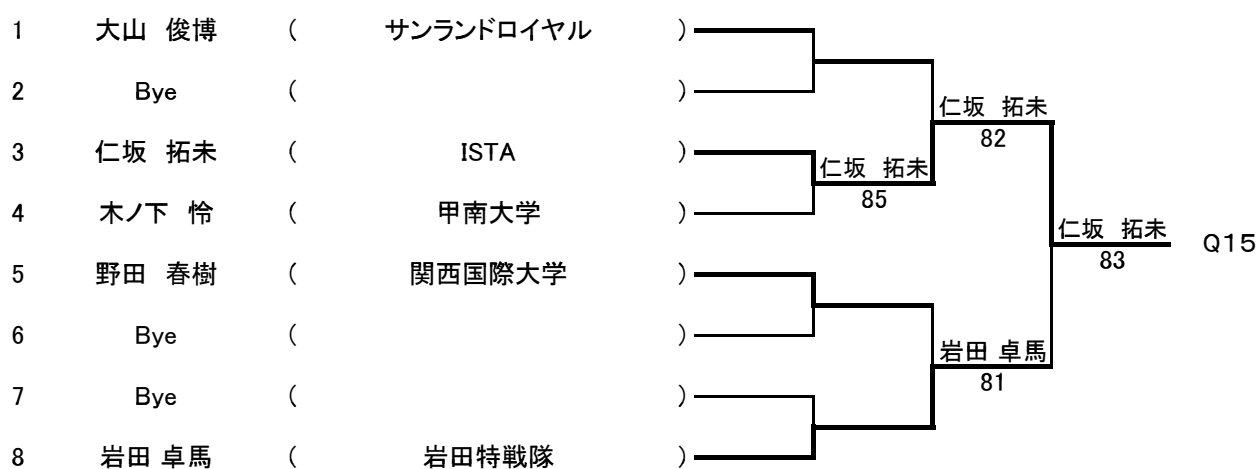 1 大山 俊博 ( サンランドロイヤル )
2 Bye ( )
仁坂 拓未
82
3 仁坂 拓未 ( ISTA )
仁坂 拓未
85
4 木ノ下 怜 ( 甲南大学 )
仁坂 拓未 Q15
83
5 野田 春樹 ( 関西国際大学 )
6 Bye ( )
岩田 卓馬
81
7 Bye ( )
8 岩田 卓馬 ( 岩田特戦隊 )